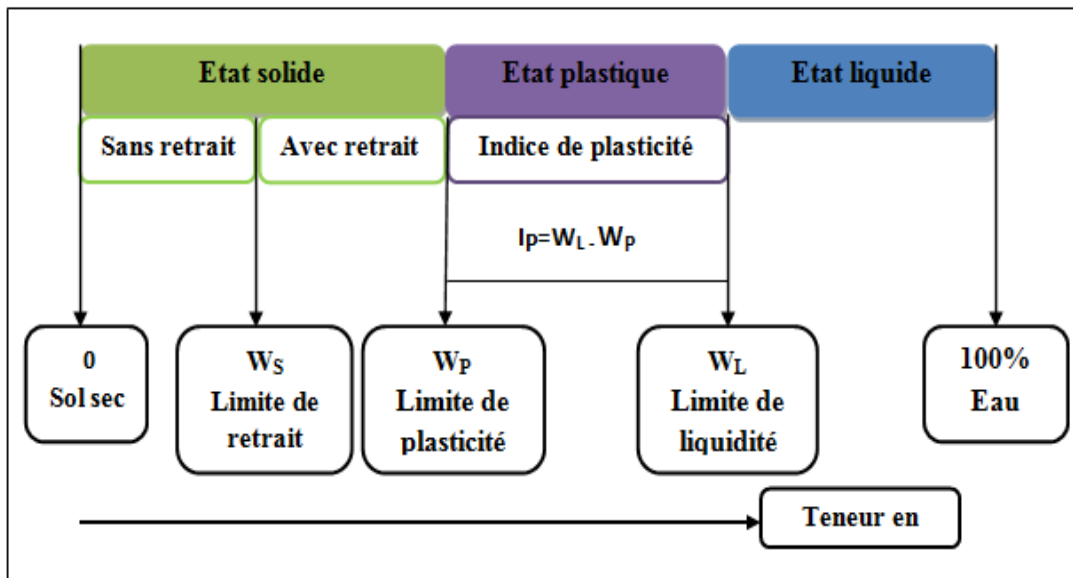 Etat solide
Etat plastique
Etat liquide
Sans retrait
Avec retrait
Indice de plasticité
Ip=WL-WP
0
Sol sec
WS
Limite de
retrait
WP
Limite de
plasticité
WL
Limite de
liquidité
100%
Eau
Teneur en